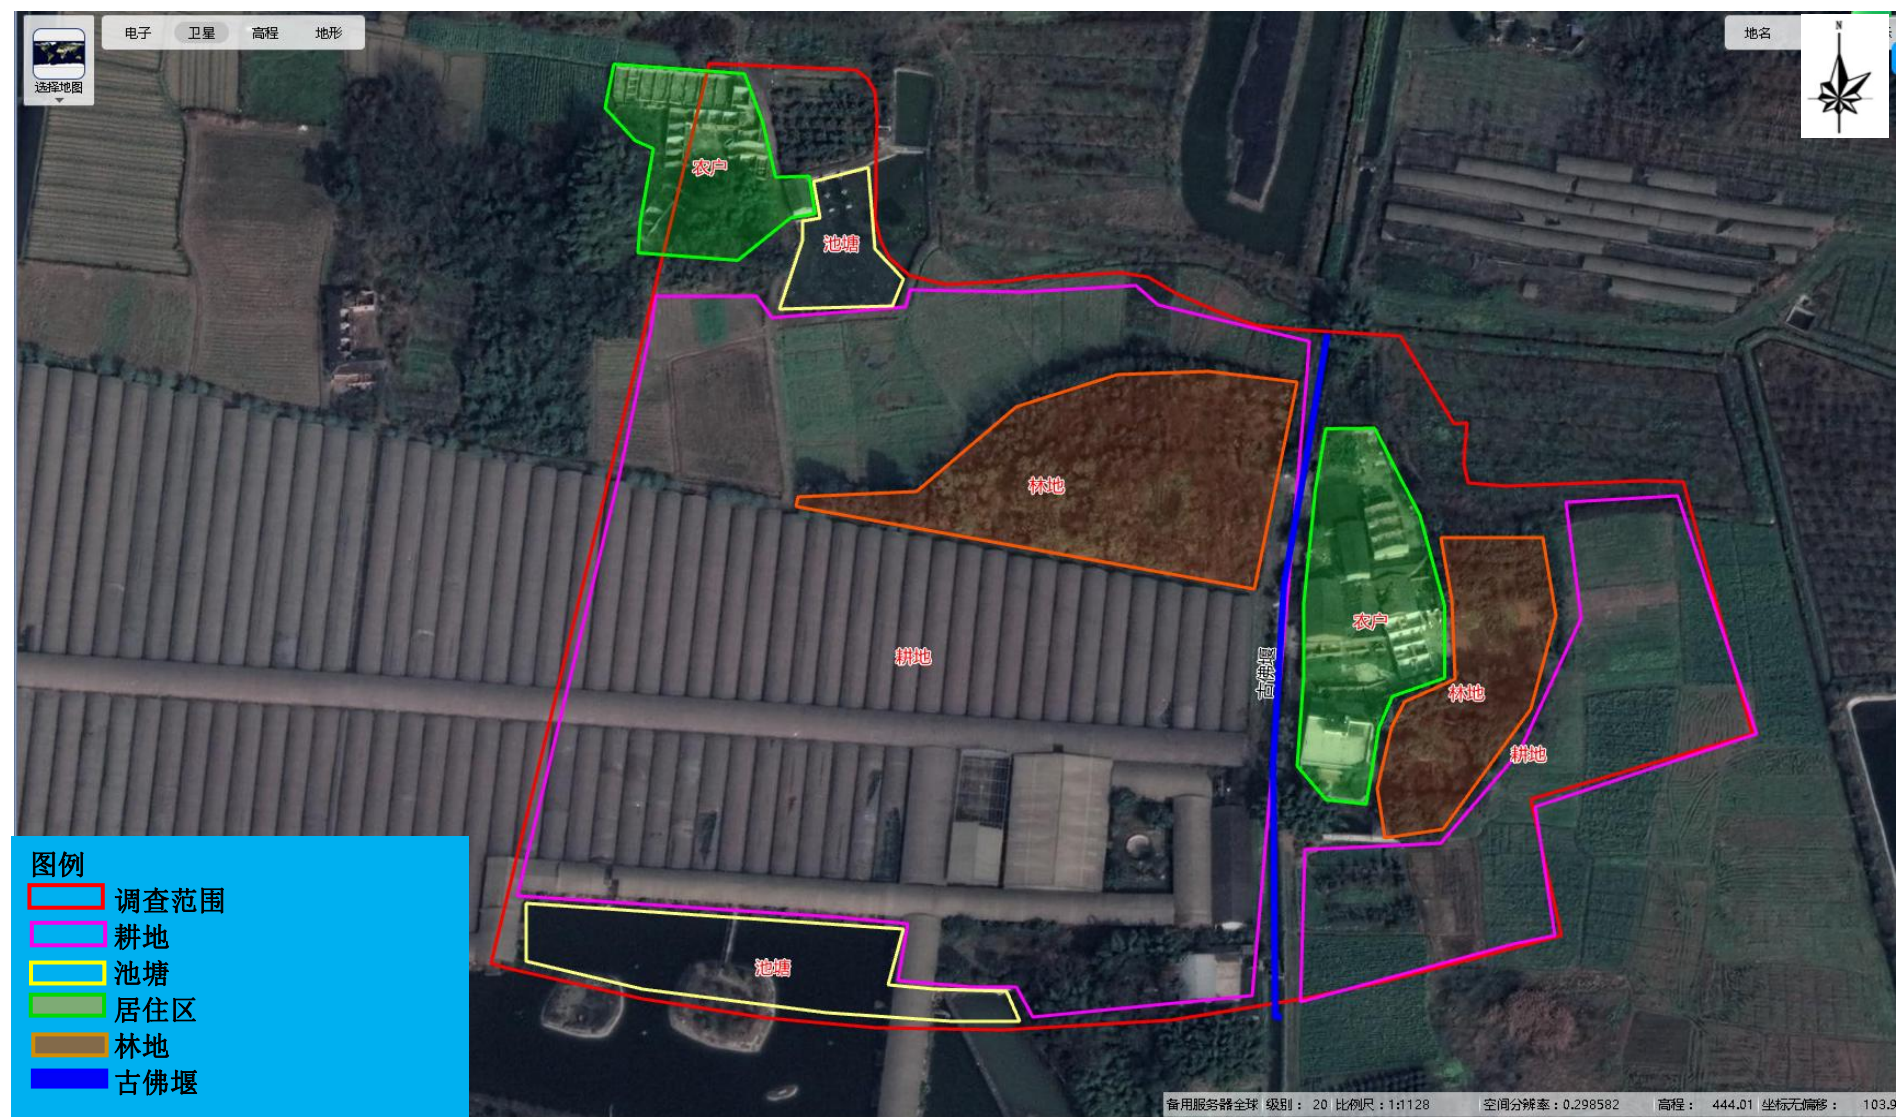 电子 卫星 高程 地形
地名
N
选择地图
农户
池塘
林地
农户
耕地
古佛堰
林地
耕地
池塘
图例
调查范围
耕地
池塘
居住区
林地
古佛堰
备用服务器全球 级别： 20 比例尺：1:1128 空间分辨率：0.298582 高程： 444.01 坐标无偏移： 103.9